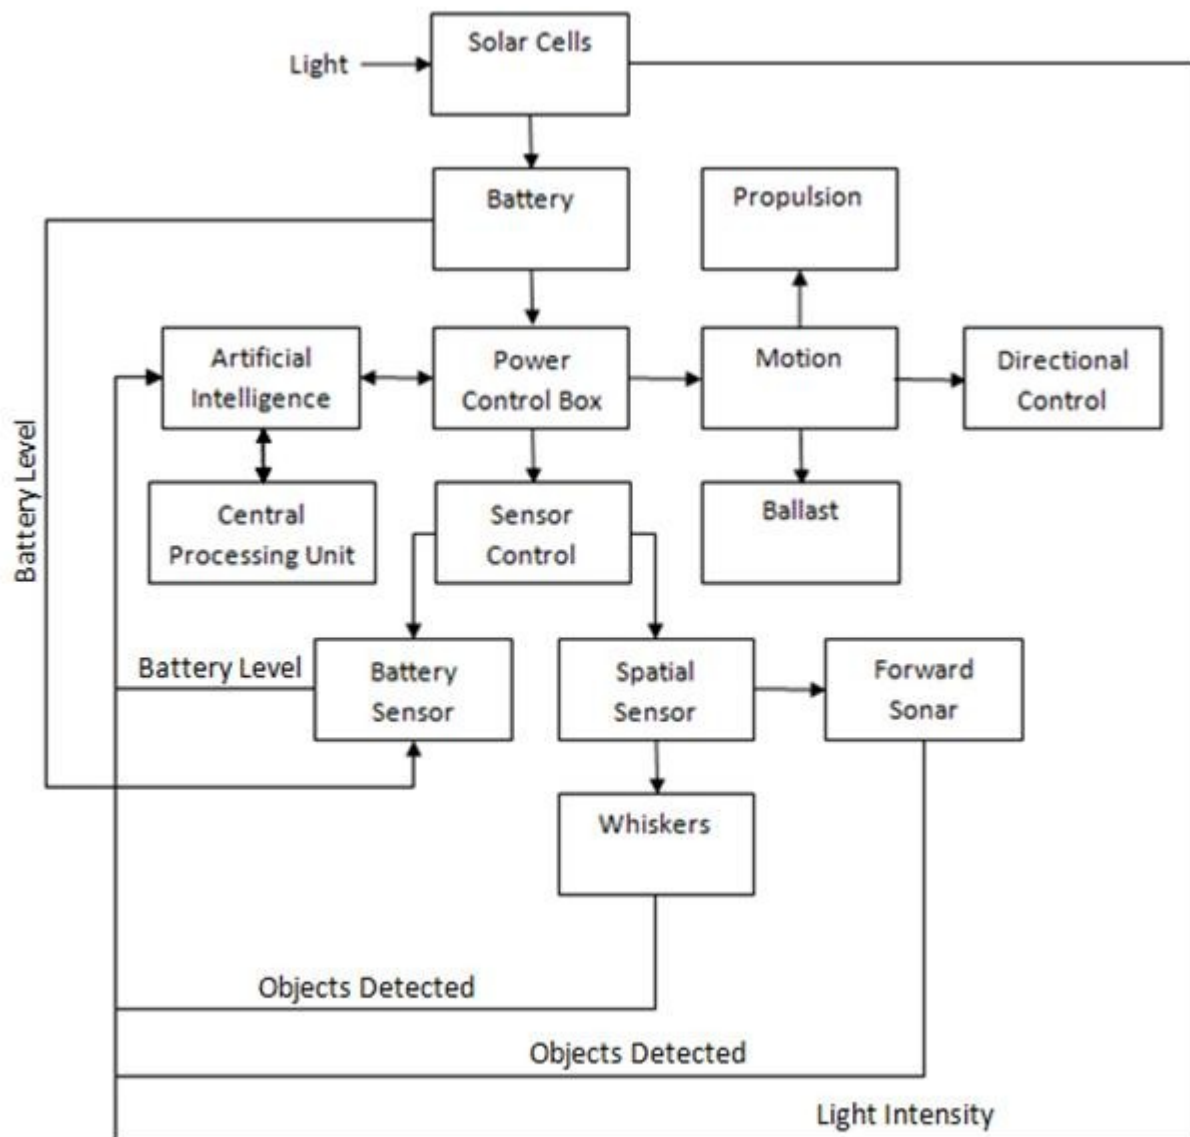 Solar Cells
Light
Battery
Propulsion
Artificial
Intelligence
Power
Control Box
Motion
Directional
Control
Battery Level
Central
Processing Unit
Sensor
Control
Ballast
Battery Level
Battery
Sensor
Spatial
Sensor
Forward
Sonar
Whiskers
Objects Detected
Objects Detected
Light Intensity